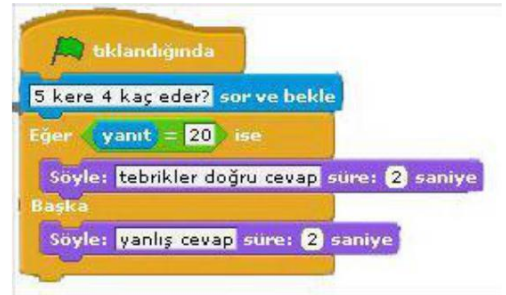 tıklandığında
5 kere 4 kaç eder? sor ve bekle
Eğer yanıt = 20 ise
Söyle: tebrikler doğru cevap süre: 2 saniye
Başka
Söyle: yanlış cevap süre: 2 saniye